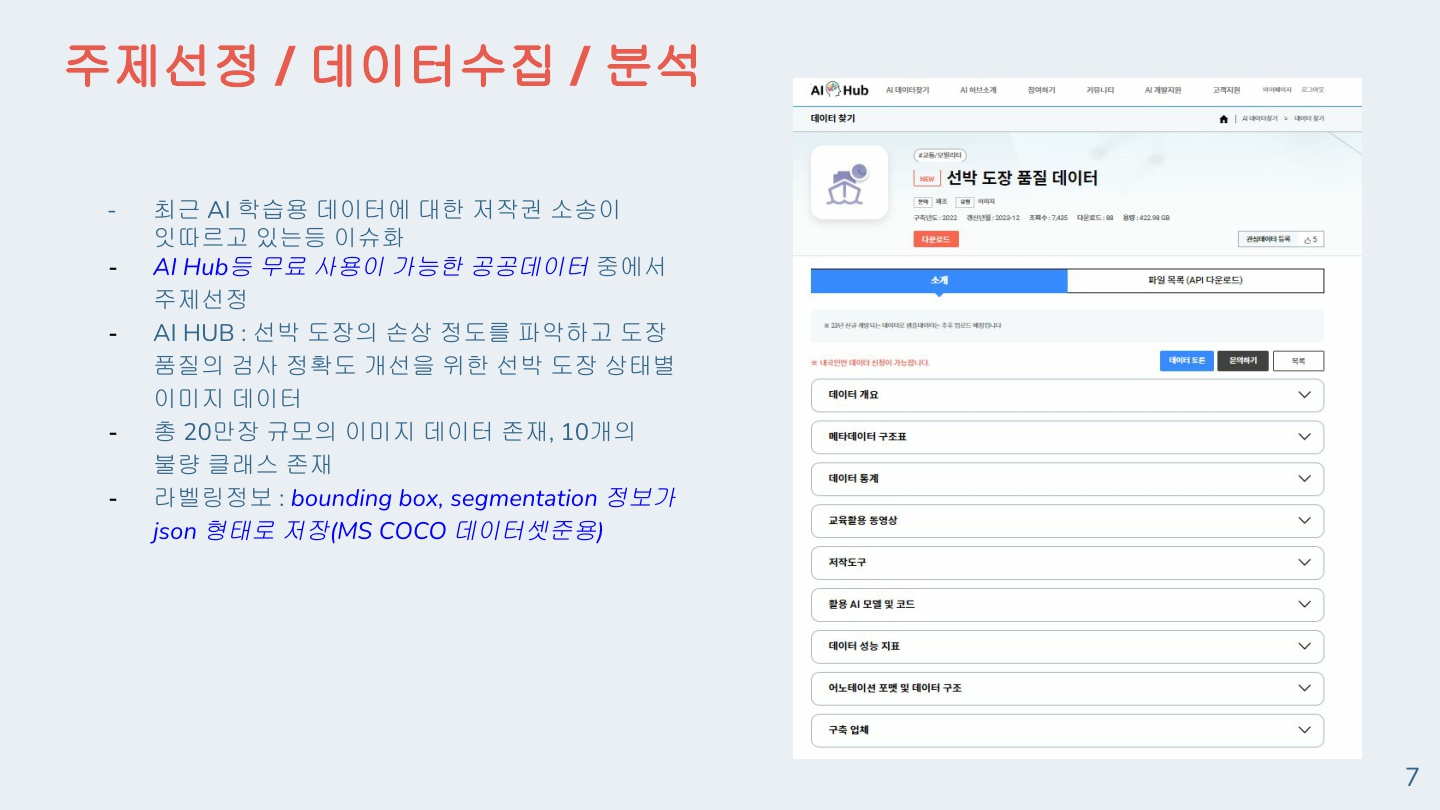 주제선정 / 데이터수집 / 분석
- 최근 AI 학습용 데이터에 대한 저작권 소송이
잇따르고 있는등 이슈화
- AI Hub등 무료 사용이 가능한 공공데이터 중에서
주제선정
- AI HUB : 선박 도장의 손상 정도를 파악하고 도장
품질의 검사 정확도 개선을 위한 선박 도장 상태별
이미지 데이터
- 총 20만장 규모의 이미지 데이터 존재, 10개의
불량 클래스 존재
- 라벨링정보 : bounding box, segmentation 정보가
json 형태로 저장(MS COCO 데이터셋준용)
AI Hub AI 데이터찾기 AI 허브소개 참여하기 커뮤니티 AI 개발지원 고객지원 마이페이지 로그아웃
데이터 찾기 | AI 데이터찾기 > 데이터 찾기
#교통/모빌리티
NEW 선박 도장 품질 데이터
분야 제조 유형 이미지
구축년도 : 2022 갱신년월 : 2023-12 조회수 : 7,435 다운로드 : 88 용량 : 422.98 GB
다운로드 관심데이터 등록 5
소개 파일 목록 (API 다운로드)
※ 23년 신규 개방되는 데이터로 샘플데이터는 추후 업로드 예정입니다
※ 내국인만 데이터 신청이 가능합니다. 데이터 토론 문의하기 목록
데이터 개요
메타데이터 구조표
데이터 통계
교육활용 동영상
저작도구
활용 AI 모델 및 코드
데이터 성능 지표
어노테이션 포맷 및 데이터 구조
구축 업체
7